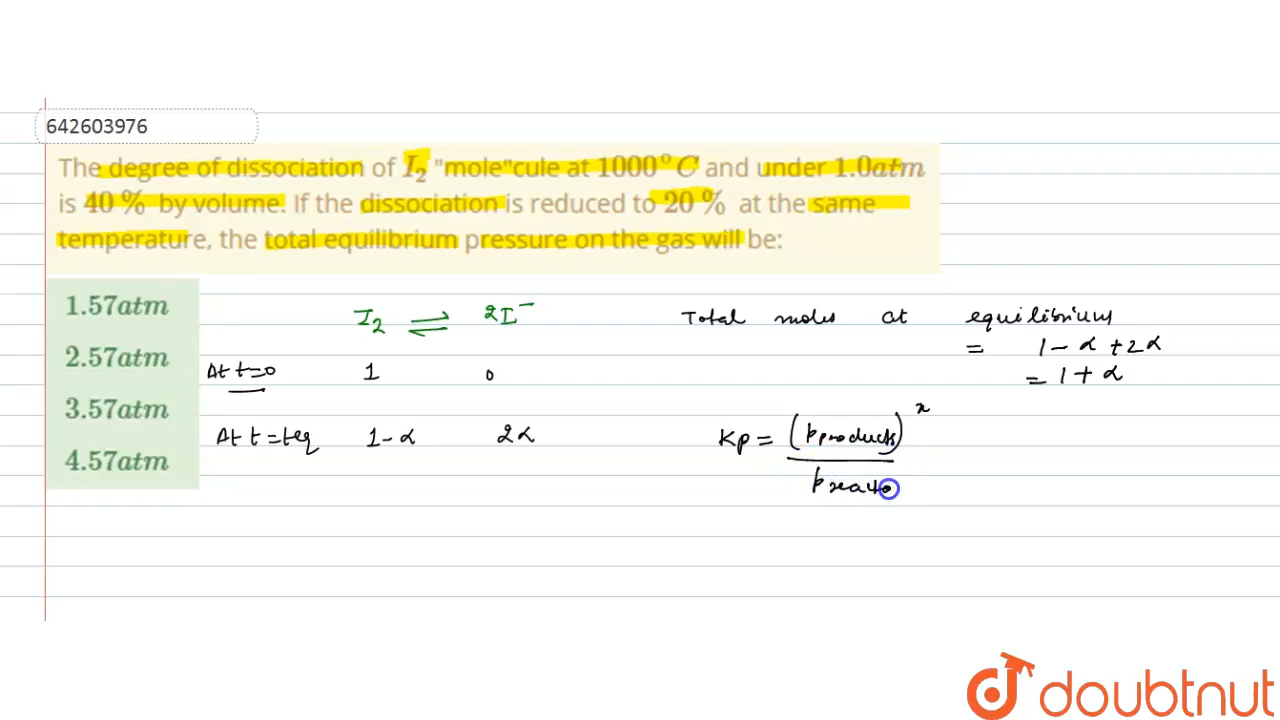 642603976
The degree of dissociation of I₂ "mole"cule at 1000°C and under 1.0atm
is 40% by volume. If the dissociation is reduced to 20% at the same
temperature, the total equilibrium pressure on the gas will be:
1.57atm
2.57atm
3.57atm
4.57atm
I₂ ⇌ 2I⁻
At t=0 1 0
At t=teq 1-α 2α
Total moles at equilibrium
= 1-α+2α
= 1+α
Kp = (pproducts)ˣ
preacta
doubtnut